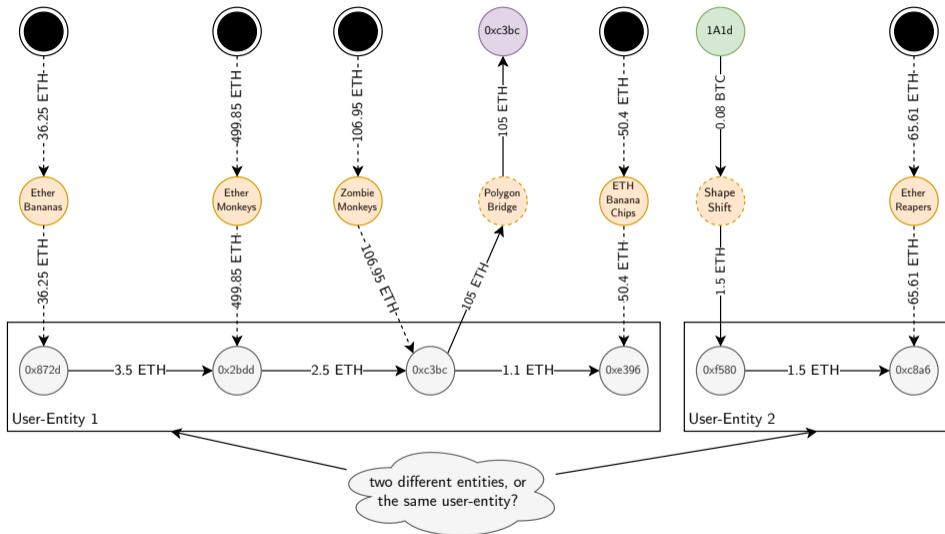 0xc3bc
1A1d
36.25 ETH
499.85 ETH
106.95 ETH
105 ETH
50.4 ETH
0.08 BTC
65.61 ETH
Ether
Bananas
Ether
Monkeys
Zombie
Monkeys
Polygon
Bridge
ETH
Banana
Chips
Shape
Shift
Ether
Reapers
36.25 ETH
499.85 ETH
106.95 ETH
105 ETH
50.4 ETH
1.5 ETH
65.61 ETH
0x872d
3.5 ETH
0x2bdd
2.5 ETH
0xc3bc
1.1 ETH
0xe396
0xf580
1.5 ETH
0xc8a6
User-Entity 1
User-Entity 2
two different entities, or
the same user-entity?